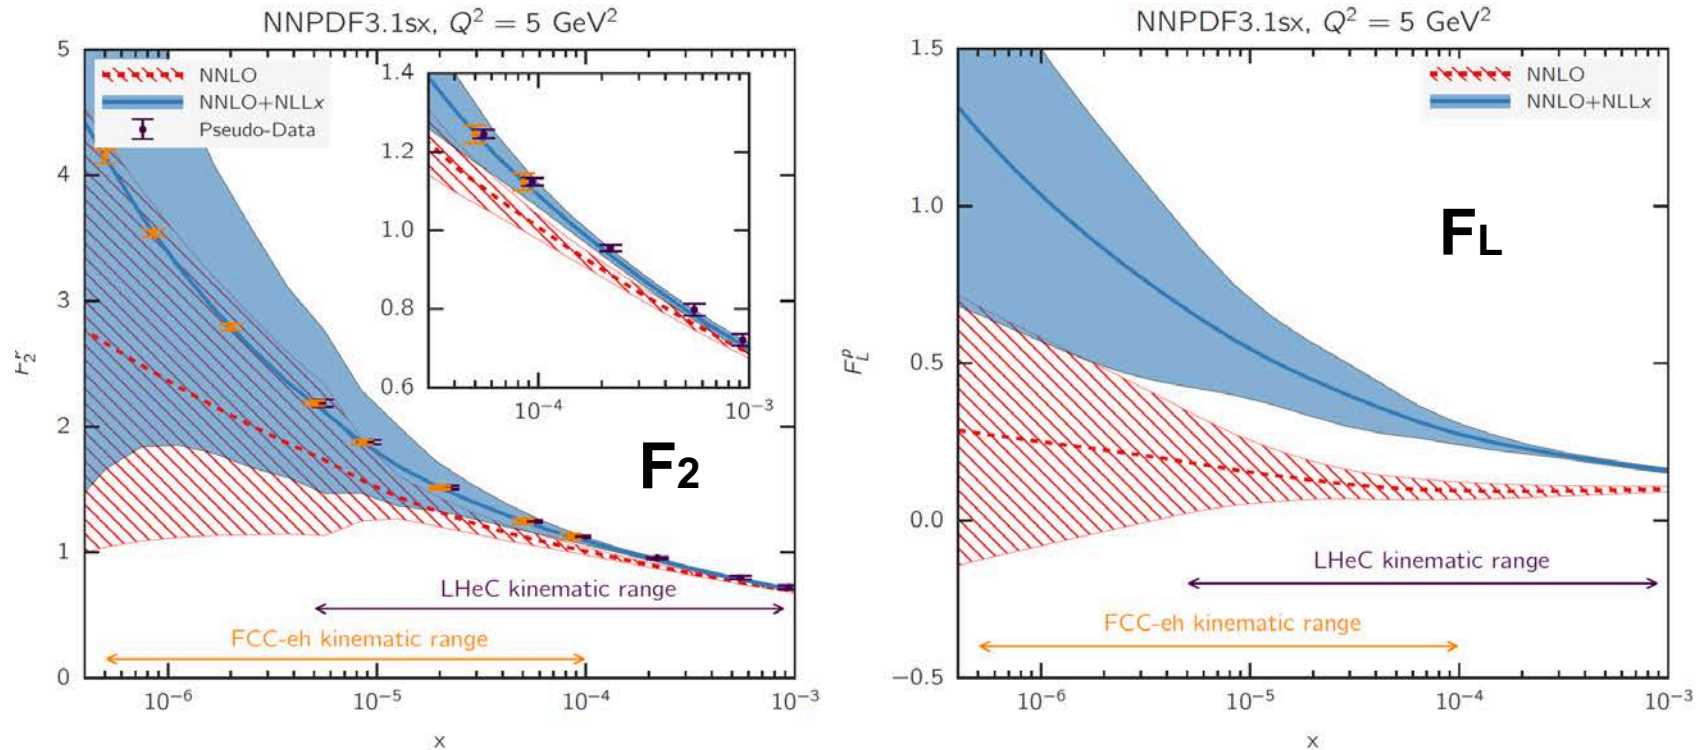 NNPDF3.1sx, Q² = 5 GeV²
5
4
3
2
1
0
NNLO
NNLO+NLLx
Pseudo-Data
1.4
1.2
1.0
0.8
0.6
10⁻⁴
10⁻³
F₂
LHeC kinematic range
FCC-eh kinematic range
10⁻⁶
10⁻⁵
10⁻⁴
10⁻³
x
NNPDF3.1sx, Q² = 5 GeV²
1.5
1.0
0.5
0.0
−0.5
F_L^p
NNLO
NNLO+NLLx
FL
LHeC kinematic range
FCC-eh kinematic range
10⁻⁶
10⁻⁵
10⁻⁴
10⁻³
x